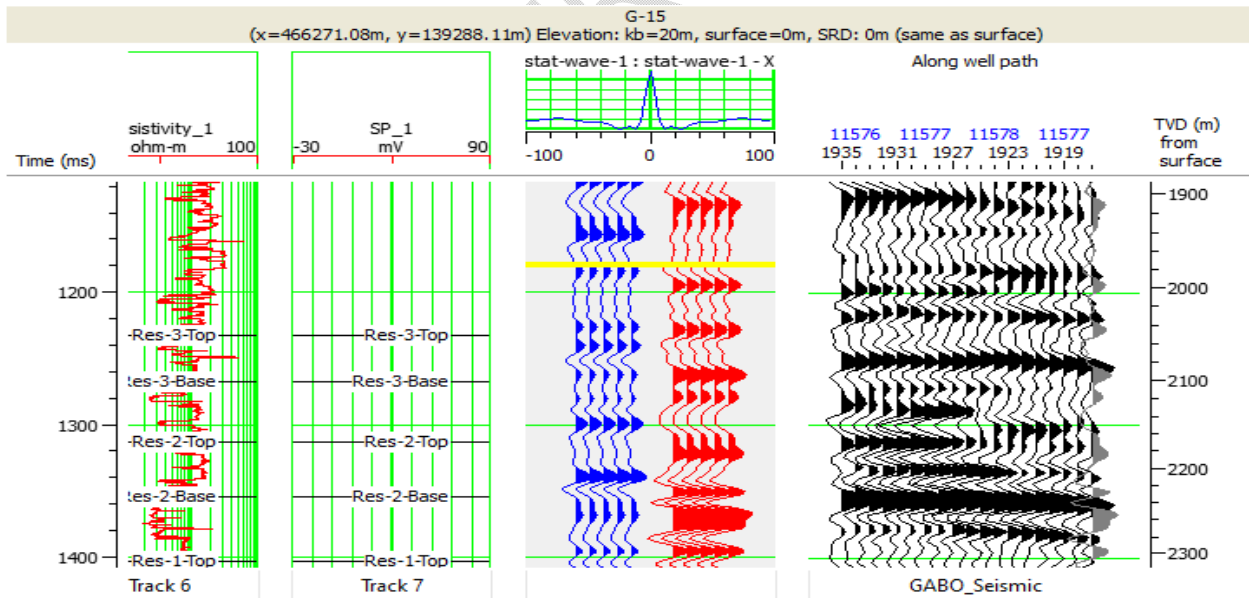 G-15
(x=466271.08m, y=139288.11m) Elevation: kb=20m, surface=0m, SRD: 0m (same as surface)
stat-wave-1 : stat-wave-1 - X
Along well path
sistivity_1
SP_1
ohm-m 100
-30 mV 90
-100 0 100
11576 11577 11578 11577
1935 1931 1927 1923 1919
TVD (m)
from
surface
Time (ms)
1900
1200
2000
-Res-3-Top
Res-3-Top
Res-3-Base
Res-3-Base
2100
1300
-Res-2-Top
Res-2-Top
2200
Res-2-Base
Res-2-Base
1400
-Res-1-Top
Res-1-Top
2300
Track 6
Track 7
GABO_Seismic